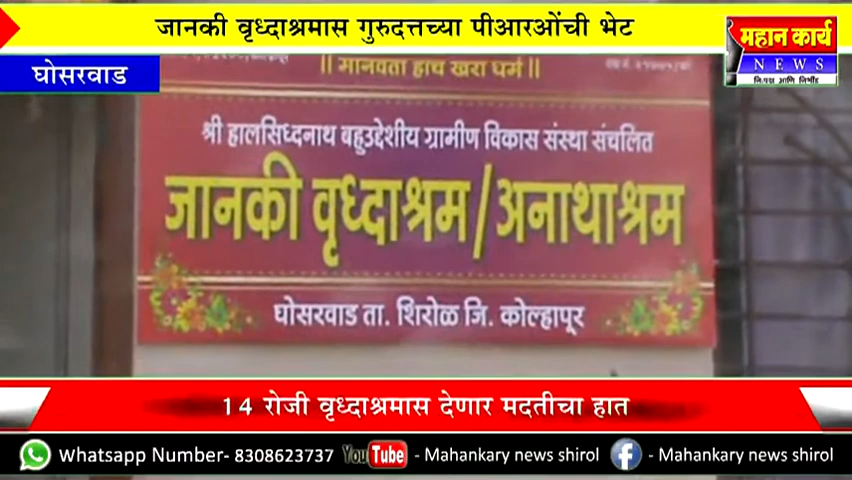 जानकी वृध्दाश्रमास गुरुदत्तच्या पीआरओंची भेट
महान कार्य
NEWS
घोसरवाड
|| मानवता हाच खरा धर्म ||
श्री हालसिध्दनाथ बहुउद्देशीय ग्रामीण विकास संस्था संचलित
जानकी वृध्दाश्रम/अनाथाश्रम
घोसरवाड ता. शिरोळ जि. कोल्हापूर
14 रोजी वृध्दाश्रमास देणार मदतीचा हात
Whatsapp Number- 8308623737 YouTube - Mahankary news shirol f - Mahankary news shirol